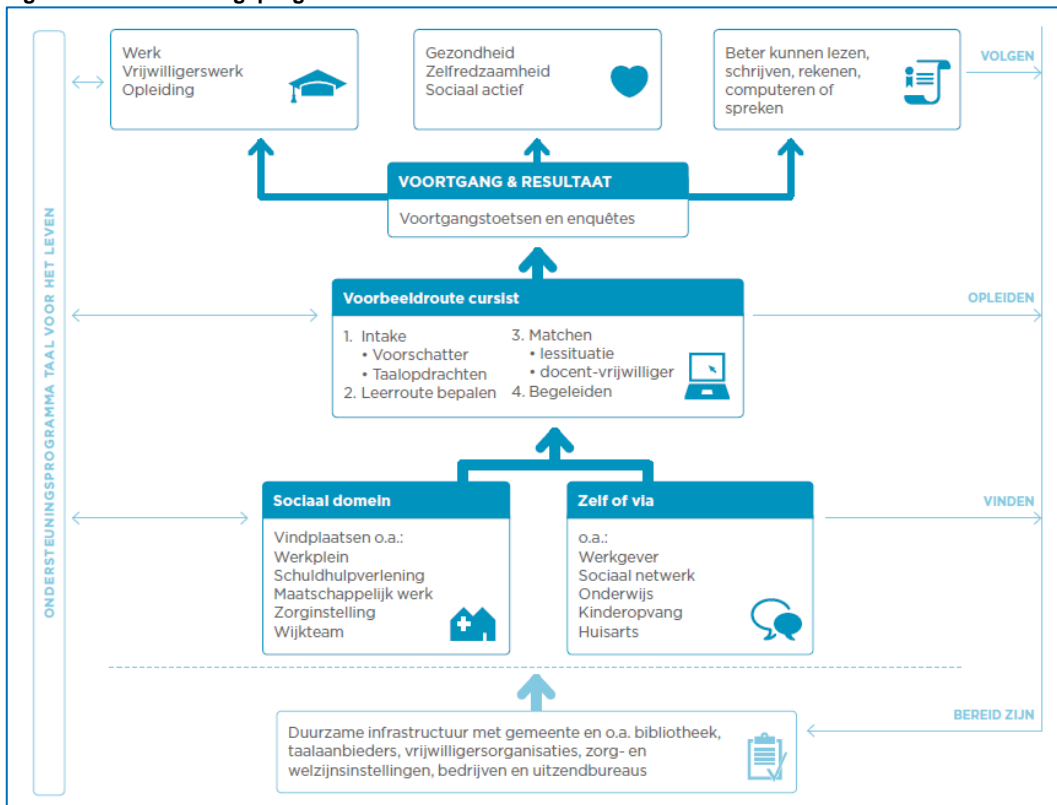 Werk
Vrijwilligerswerk
Opleiding
Gezondheid
Zelfredzaamheid
Sociaal actief
Beter kunnen lezen,
schrijven, rekenen,
computeren of
spreken
VOLGEN
VOORTGANG & RESULTAAT
Voortgangstoetsen en enquêtes
ONDERSTEUNINGSPROGRAMMA TAAL VOOR HET LEVEN
Voorbeeldroute cursist
1. Intake
• Voorschatter
• Taalopdrachten
2. Leerroute bepalen
3. Matchen
• lessituatie
• docent-vrijwilliger
4. Begeleiden
OPLEIDEN
Sociaal domein
Vindplaatsen o.a.:
Werkplein
Schuldhulpverlening
Maatschappelijk werk
Zorginstelling
Wijkteam
Zelf of via
o.a.:
Werkgever
Sociaal netwerk
Onderwijs
Kinderopvang
Huisarts
VINDEN
BEREID ZIJN
Duurzame infrastructuur met gemeente en o.a. bibliotheek,
taalaanbieders, vrijwilligersorganisaties, zorg- en
welzijnsinstellingen, bedrijven en uitzendbureaus